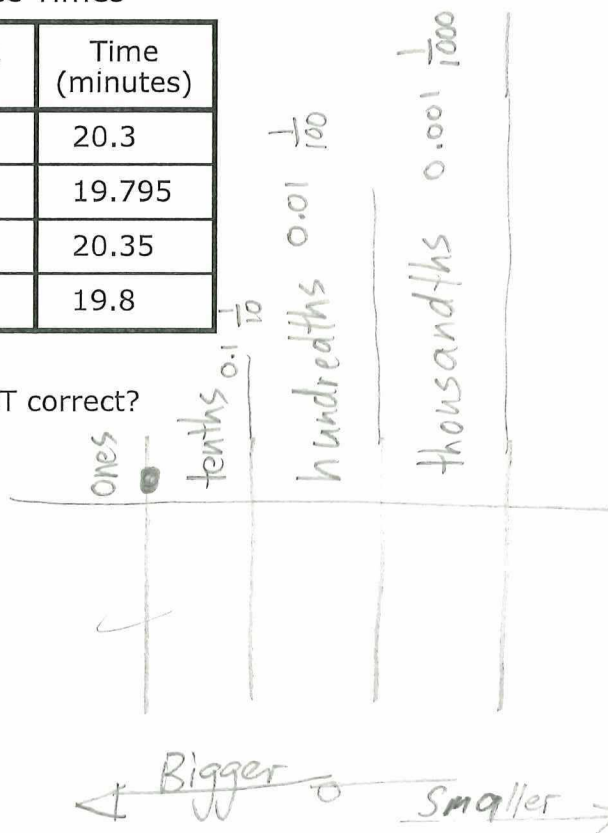 Time
(minutes)
20.3
19.795
20.35
19.8
T correct?
ones
tenths 0.1 1/10
hundredths 0.01 1/100
thousandths 0.001 1/1000
Bigger
Smaller